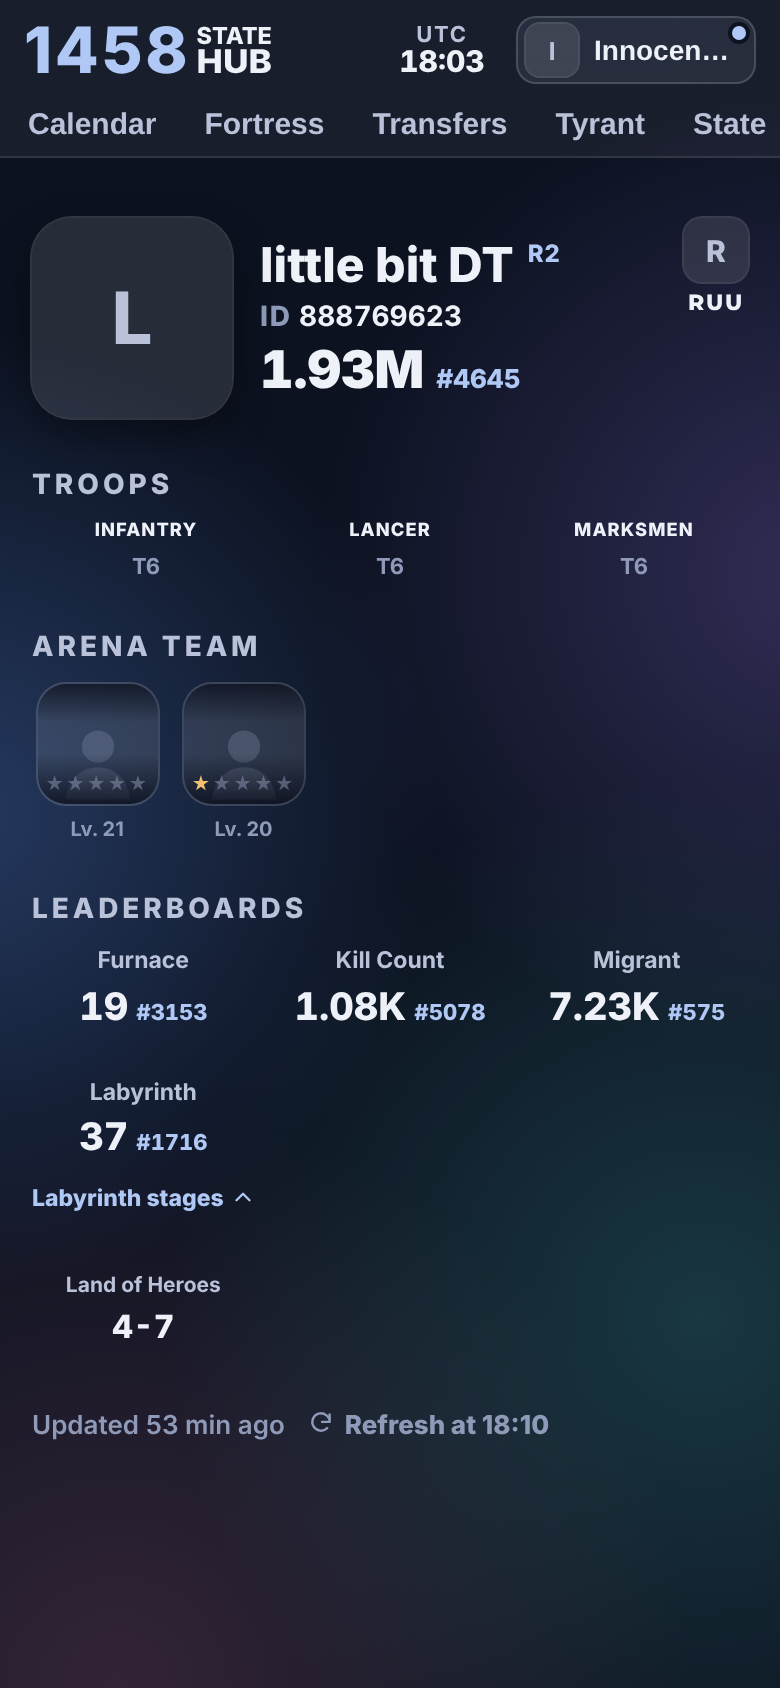 1458 STATE HUB
UTC
18:03
I Innocen...
Calendar Fortress Transfers Tyrant State
L
little bit DT R2
ID 888769623
1.93M #4645
R
RUU
TROOPS
INFANTRY LANCER MARKSMEN
T6 T6 T6
ARENA TEAM
Lv. 21 Lv. 20
LEADERBOARDS
Furnace Kill Count Migrant
19 #3153 1.08K #5078 7.23K #575
Labyrinth
37 #1716
Labyrinth stages
Land of Heroes
4-7
Updated 53 min ago Refresh at 18:10